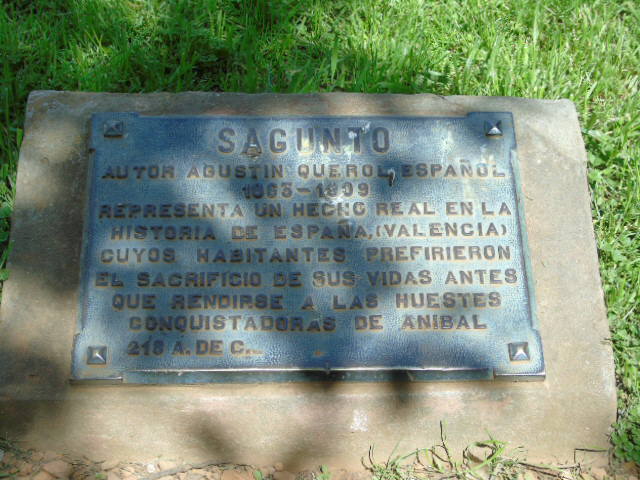 SAGUNTO
AUTOR AGUSTIN QUEROL, ESPAÑOL
1863-1909
REPRESENTA UN HECHO REAL EN LA
HISTORIA DE ESPAÑA,(VALENCIA)
CUYOS HABITANTES PREFIRIERON
EL SACRIFICIO DE SUS VIDAS ANTES
QUE RENDIRSE A LAS HUESTES
CONQUISTADORAS DE ANIBAL
218 A. DE C.